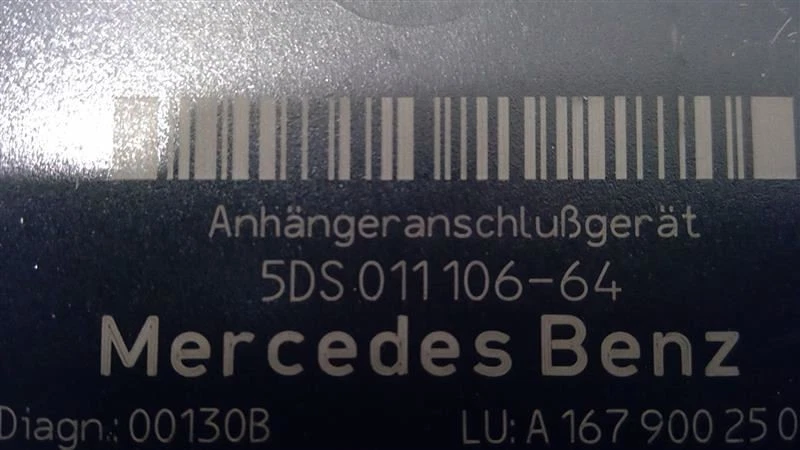 Anhängeranschlußgerät
5DS 011 106-64
Mercedes Benz
Diagn.: 00130B LU: A 167 900 25 0